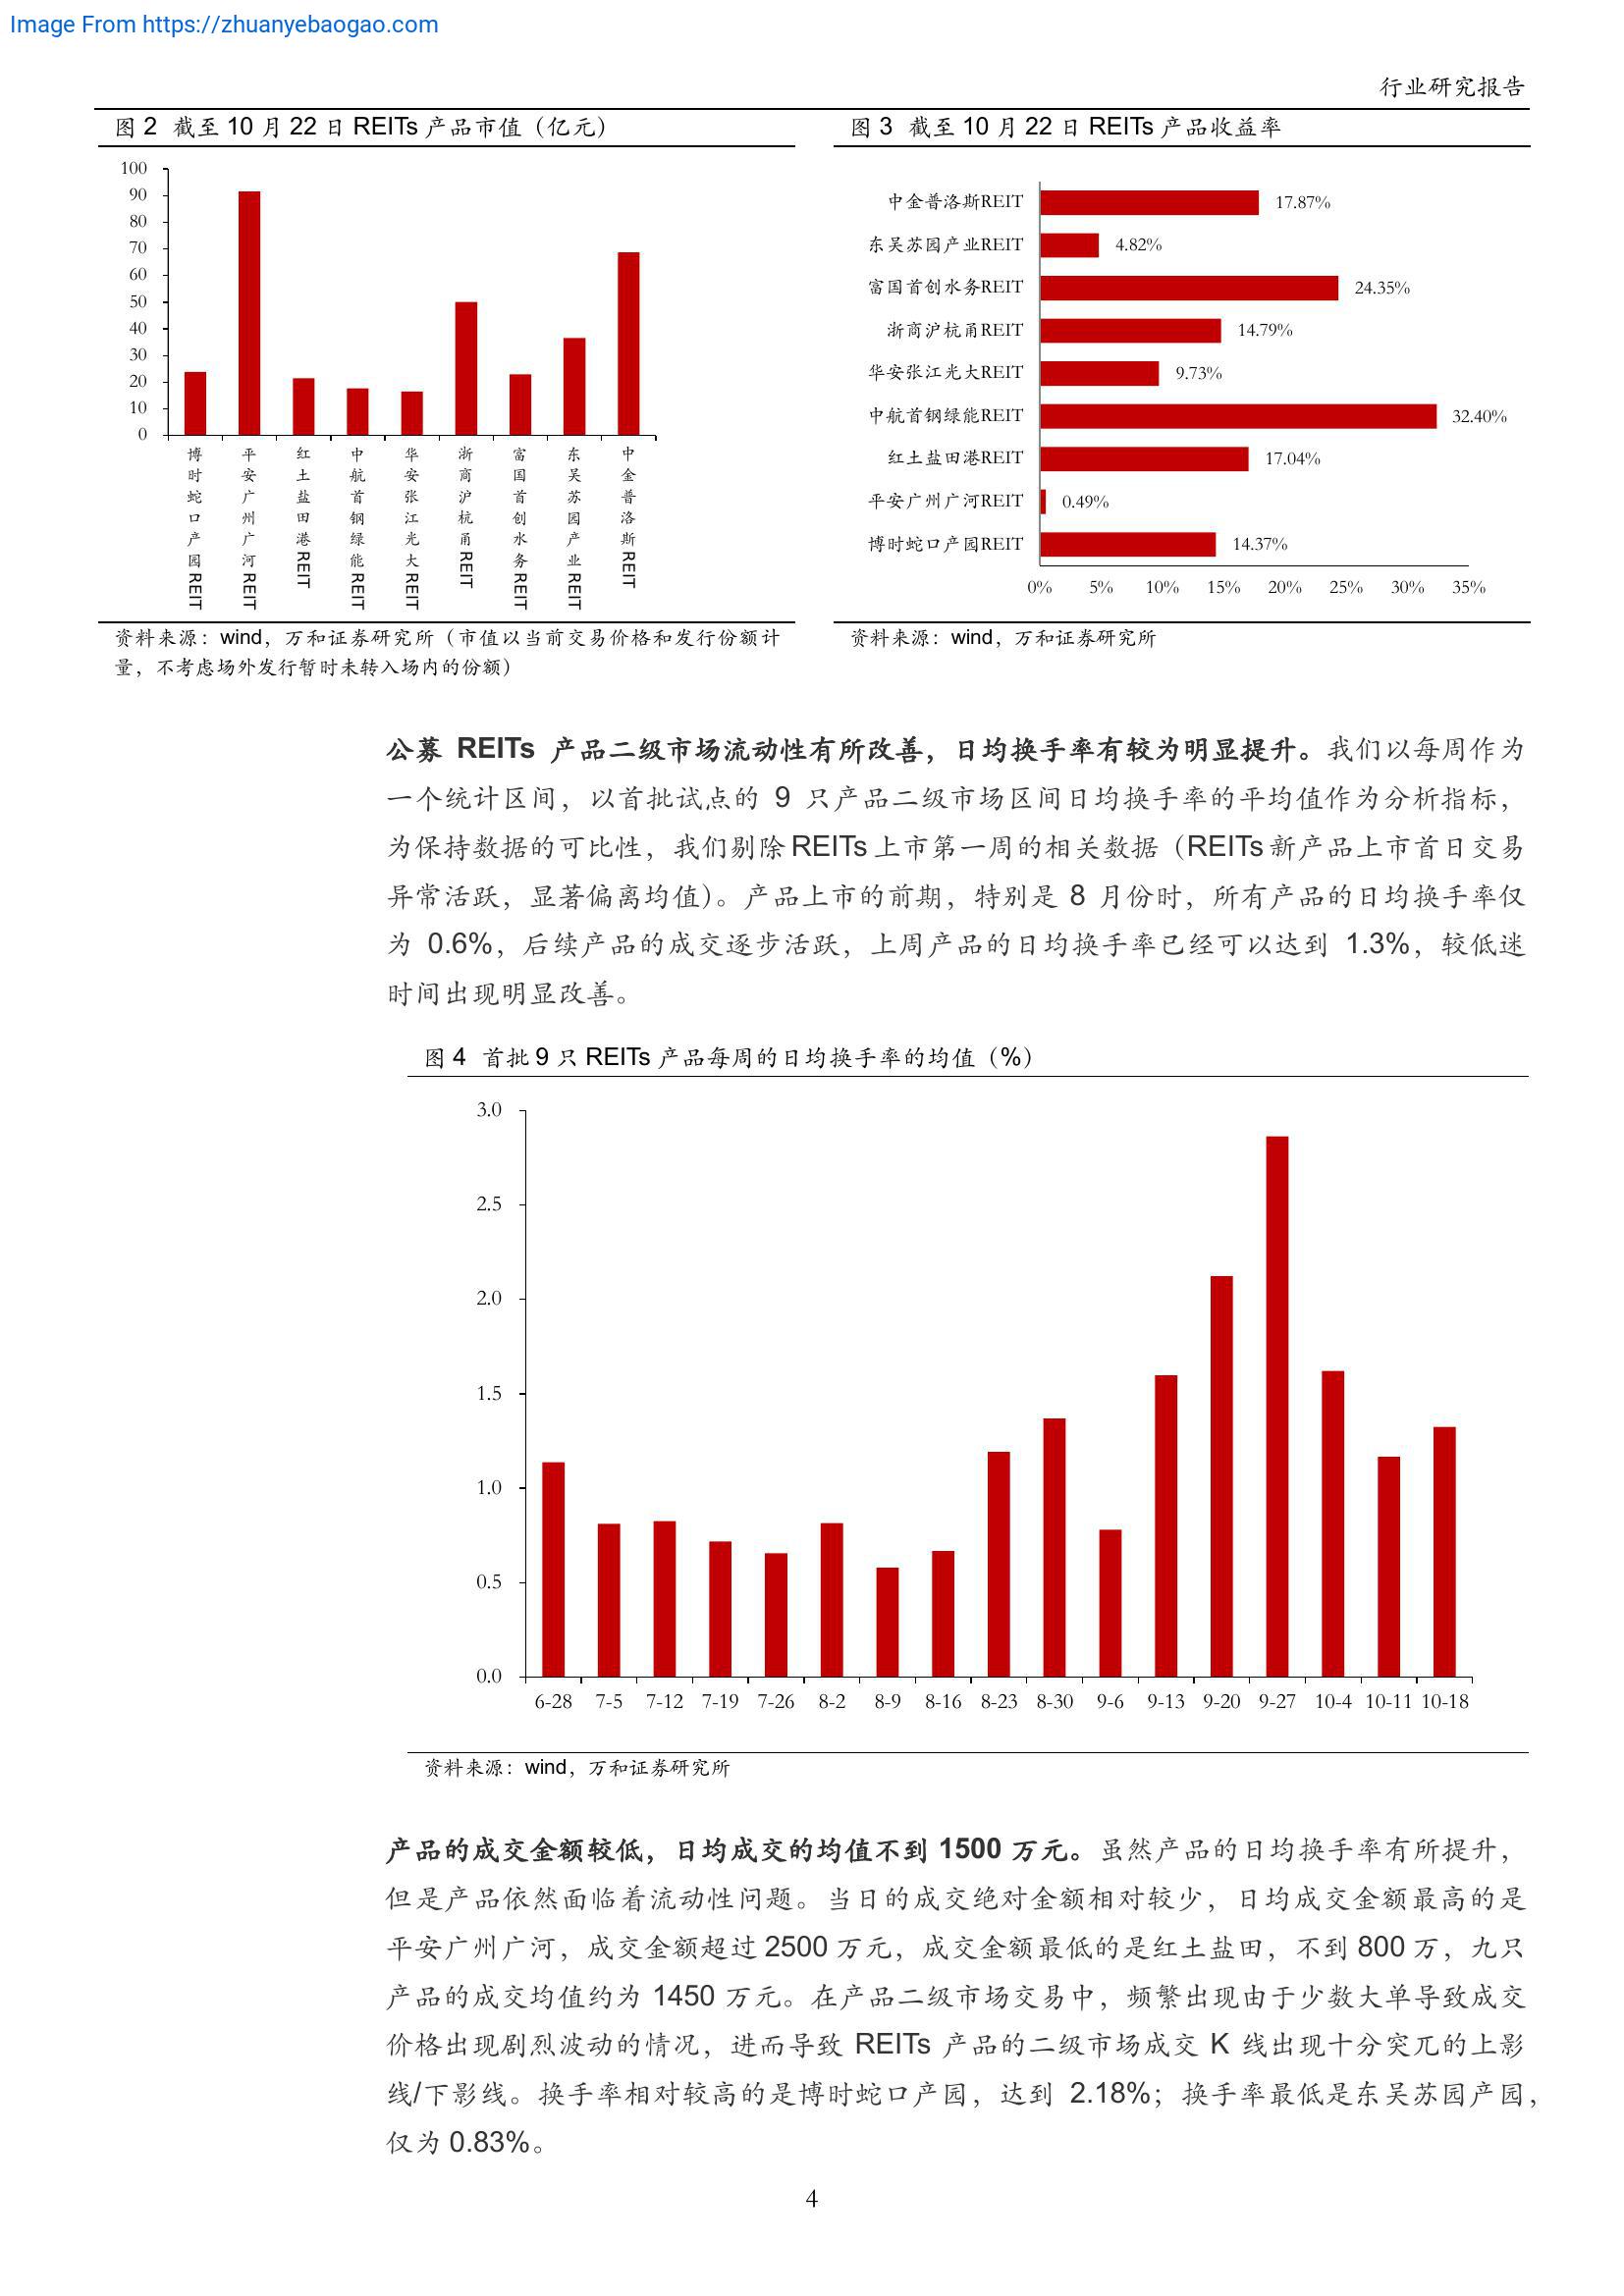 Image From https://zhuanyebaogao.com
行业研究报告
图 2 截至 10 月 22 日 REITs 产品市值（亿元）
100
90
80
70
60
50
40
30
20
10
0
博时蛇口产园REIT
平安广州广河REIT
红土盐田港REIT
中航首钢绿能REIT
华安张江光大REIT
浙商沪杭甬REIT
富国首创水务REIT
东吴苏园产业REIT
中金普洛斯REIT
资料来源：wind，万和证券研究所（市值以当前交易价格和发行份额计
量，不考虑场外发行暂时未转入场内的份额）
图 3 截至 10 月 22 日 REITs 产品收益率
中金普洛斯REIT 17.87%
东吴苏园产业REIT 4.82%
富国首创水务REIT 24.35%
浙商沪杭甬REIT 14.79%
华安张江光大REIT 9.73%
中航首钢绿能REIT 32.40%
红土盐田港REIT 17.04%
平安广州广河REIT 0.49%
博时蛇口产园REIT 14.37%
0% 5% 10% 15% 20% 25% 30% 35%
资料来源：wind，万和证券研究所
公募 REITs 产品二级市场流动性有所改善，日均换手率有较为明显提升。我们以每周作为
一个统计区间，以首批试点的 9 只产品二级市场区间日均换手率的平均值作为分析指标，
为保持数据的可比性，我们剔除 REITs 上市第一周的相关数据（REITs 新产品上市首日交易
异常活跃，显著偏离均值）。产品上市的前期，特别是 8 月份时，所有产品的日均换手率仅
为 0.6%，后续产品的成交逐步活跃，上周产品的日均换手率已经可以达到 1.3%，较低迷
时间出现明显改善。
图 4 首批 9 只 REITs 产品每周的日均换手率的均值（%）
3.0
2.5
2.0
1.5
1.0
0.5
0.0
6-28 7-5 7-12 7-19 7-26 8-2 8-9 8-16 8-23 8-30 9-6 9-13 9-20 9-27 10-4 10-11 10-18
资料来源：wind，万和证券研究所
产品的成交金额较低，日均成交的均值不到 1500 万元。虽然产品的日均换手率有所提升，
但是产品依然面临着流动性问题。当日的成交绝对金额相对较少，日均成交金额最高的是
平安广州广河，成交金额超过 2500 万元，成交金额最低的是红土盐田，不到 800 万，九只
产品的成交均值约为 1450 万元。在产品二级市场交易中，频繁出现由于少数大单导致成交
价格出现剧烈波动的情况，进而导致 REITs 产品的二级市场成交 K 线出现十分突兀的上影
线/下影线。换手率相对较高的是博时蛇口产园，达到 2.18%；换手率最低是东吴苏园产园，
仅为 0.83%。
4